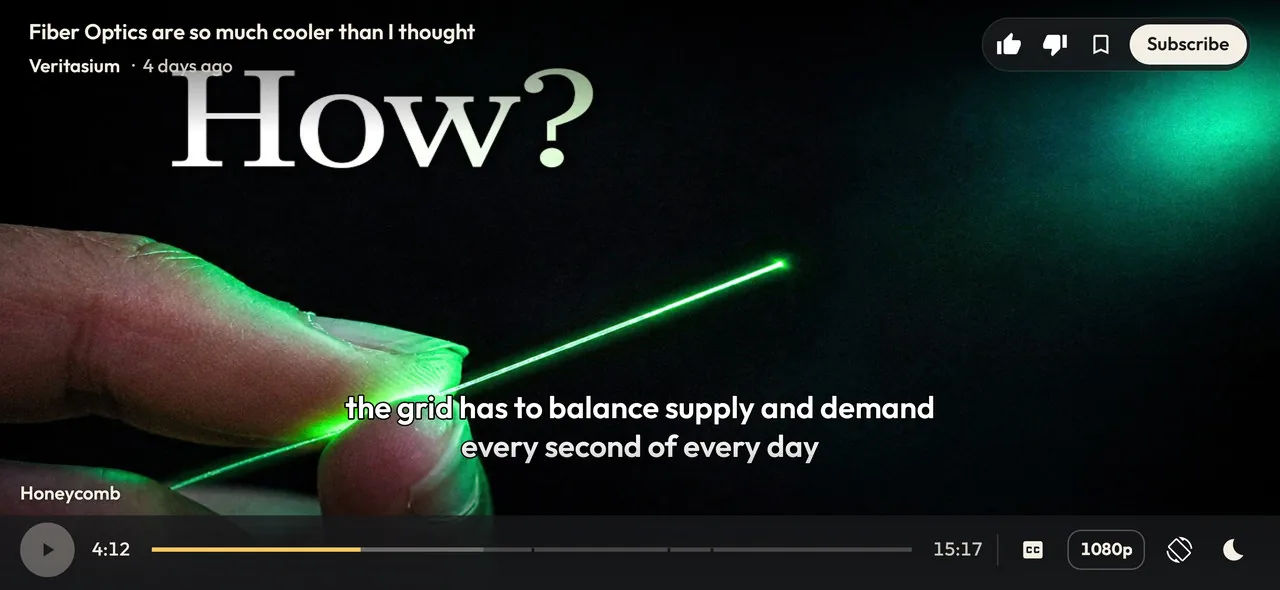 Fiber Optics are so much cooler than I thought
Veritasium · 4 days ago
Subscribe
How?
the grid has to balance supply and demand
every second of every day
Honeycomb
4:12
15:17
CC
1080p